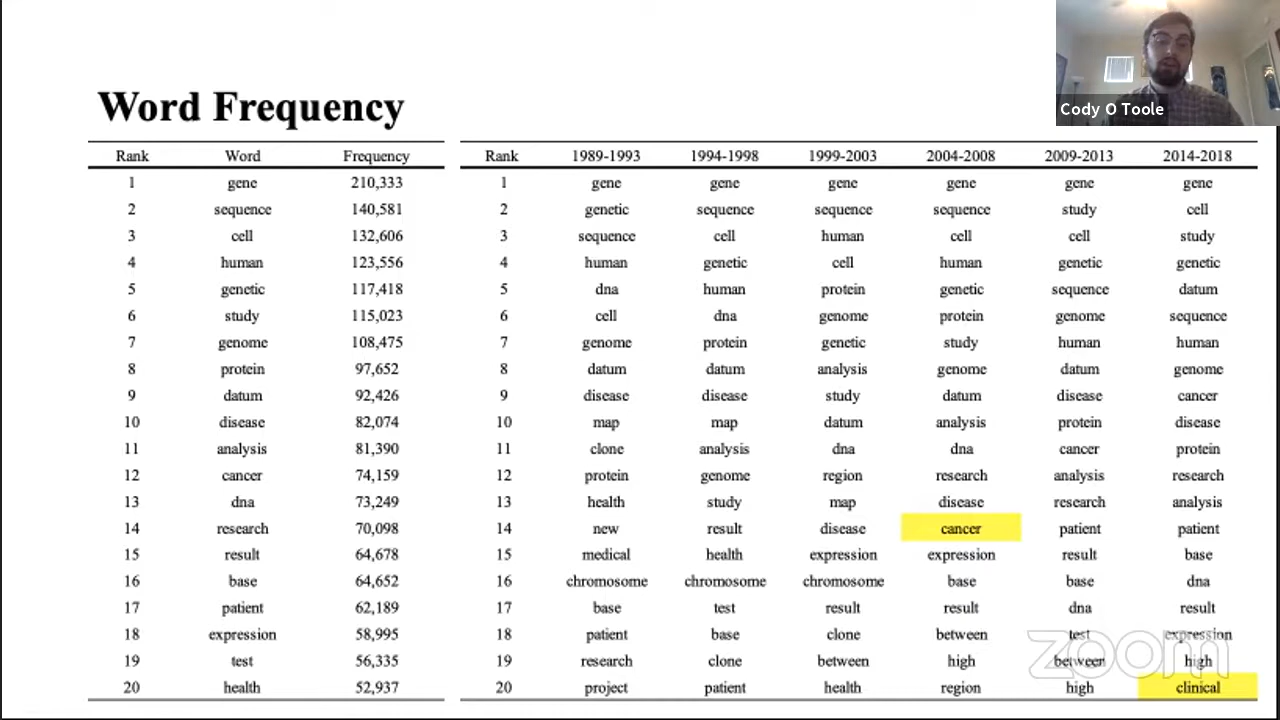 Cody O Toole
Word Frequency
Rank Word Frequency
1 gene 210,333
2 sequence 140,581
3 cell 132,606
4 human 123,556
5 genetic 117,418
6 study 115,023
7 genome 108,475
8 protein 97,652
9 datum 92,426
10 disease 82,074
11 analysis 81,390
12 cancer 74,159
13 dna 73,249
14 research 70,098
15 result 64,678
16 base 64,652
17 patient 62,189
18 expression 58,995
19 test 56,335
20 health 52,937
Rank 1989-1993 1994-1998 1999-2003 2004-2008 2009-2013 2014-2018
1 gene gene gene gene gene gene
2 genetic sequence sequence sequence study cell
3 sequence cell human cell cell study
4 human genetic cell human genetic genetic
5 dna human protein genetic sequence datum
6 cell dna genome protein genome sequence
7 genome protein genetic study human human
8 datum datum analysis genome datum genome
9 disease disease study datum disease cancer
10 map map datum analysis protein disease
11 clone analysis dna dna cancer protein
12 protein genome region research analysis research
13 health study map disease research analysis
14 new result disease cancer patient patient
15 medical health expression expression result base
16 chromosome chromosome chromosome base base dna
17 base test result result dna result
18 patient base clone between test expression
19 research clone between high between high
20 project patient health region high clinical
zoom